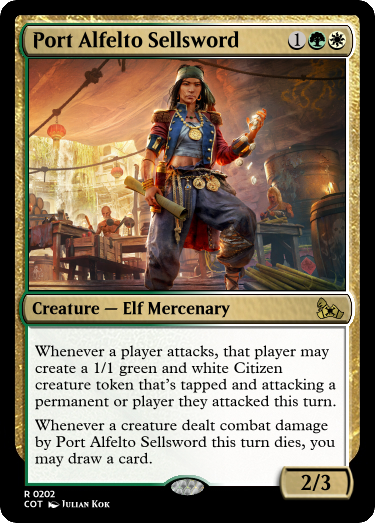 Port Alfelto Sellsword 1
Creature — Elf Mercenary
Whenever a player attacks, that player may
create a 1/1 green and white Citizen
creature token that's tapped and attacking a
permanent or player they attacked this turn.
Whenever a creature dealt combat damage
by Port Alfelto Sellsword this turn dies, you
may draw a card.
2/3
R 0202
COT Julian Kok